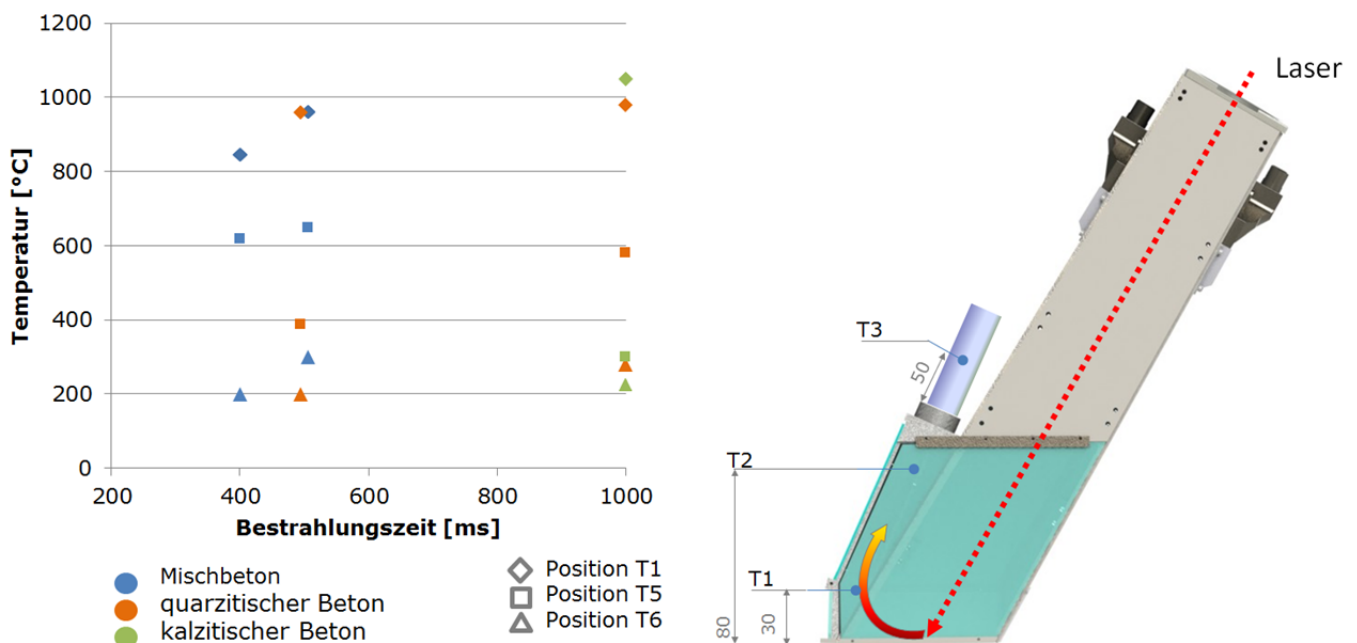 1200
1000
800
600
400
200
0
Temperatur [°C]
200 400 600 800 1000
Bestrahlungszeit [ms]
Mischbeton
quarzitischer Beton
kalzitischer Beton
Position T1
Position T5
Position T6
Laser
T3
50
T2
T1
80
30